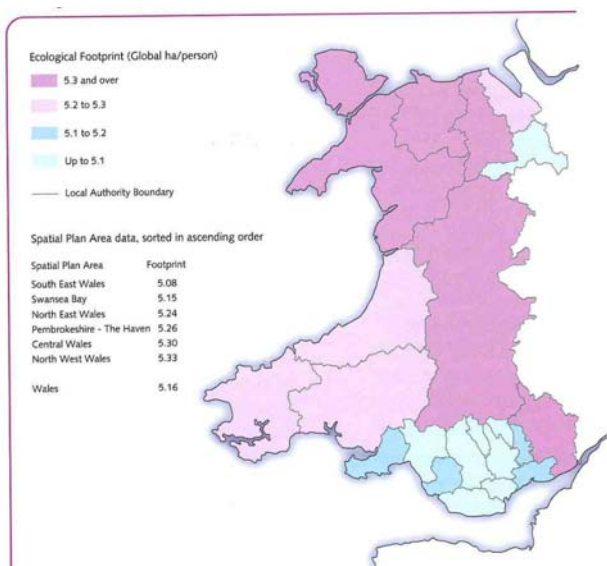 Ecological Footprint (Global ha/person)
5.3 and over
5.2 to 5.3
5.1 to 5.2
Up to 5.1
Local Authority Boundary
Spatial Plan Area data, sorted in ascending order
Spatial Plan Area Footprint
South East Wales 5.08
Swansea Bay 5.15
North East Wales 5.24
Pembrokeshire - The Haven 5.26
Central Wales 5.30
North West Wales 5.33
Wales 5.16